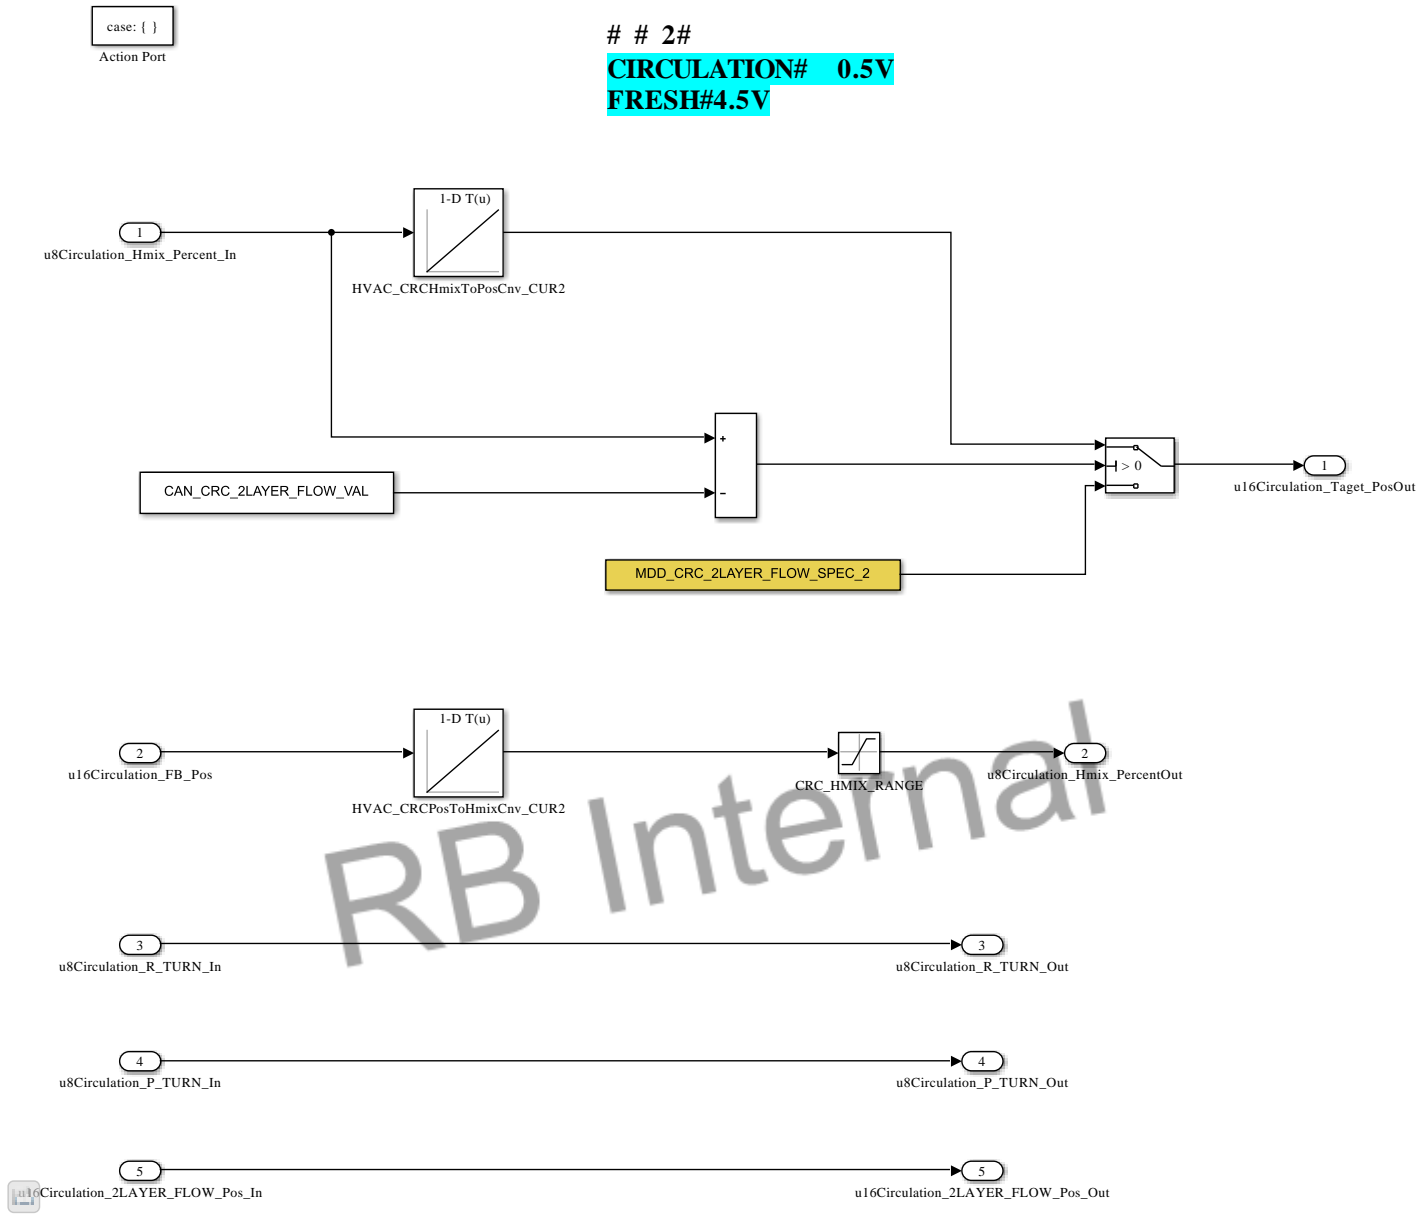 case: { }
Action Port
# # 2#
CIRCULATION# 0.5V
FRESH#4.5V
1-D T(u)
1
u8Circulation_Hmix_Percent_In
HVAC_CRCHmixToPosCnv_CUR2
+
> 0
1
CAN_CRC_2LAYER_FLOW_VAL
−
u16Circulation_Taget_PosOut
MDD_CRC_2LAYER_FLOW_SPEC_2
1-D T(u)
2
u16Circulation_FB_Pos
2
u8Circulation_Hmix_PercentOut
CRC_HMIX_RANGE
HVAC_CRCPosToHmixCnv_CUR2
RB Internal
3
3
u8Circulation_R_TURN_In
u8Circulation_R_TURN_Out
4
4
u8Circulation_P_TURN_In
u8Circulation_P_TURN_Out
5
5
u16Circulation_2LAYER_FLOW_Pos_In
u16Circulation_2LAYER_FLOW_Pos_Out